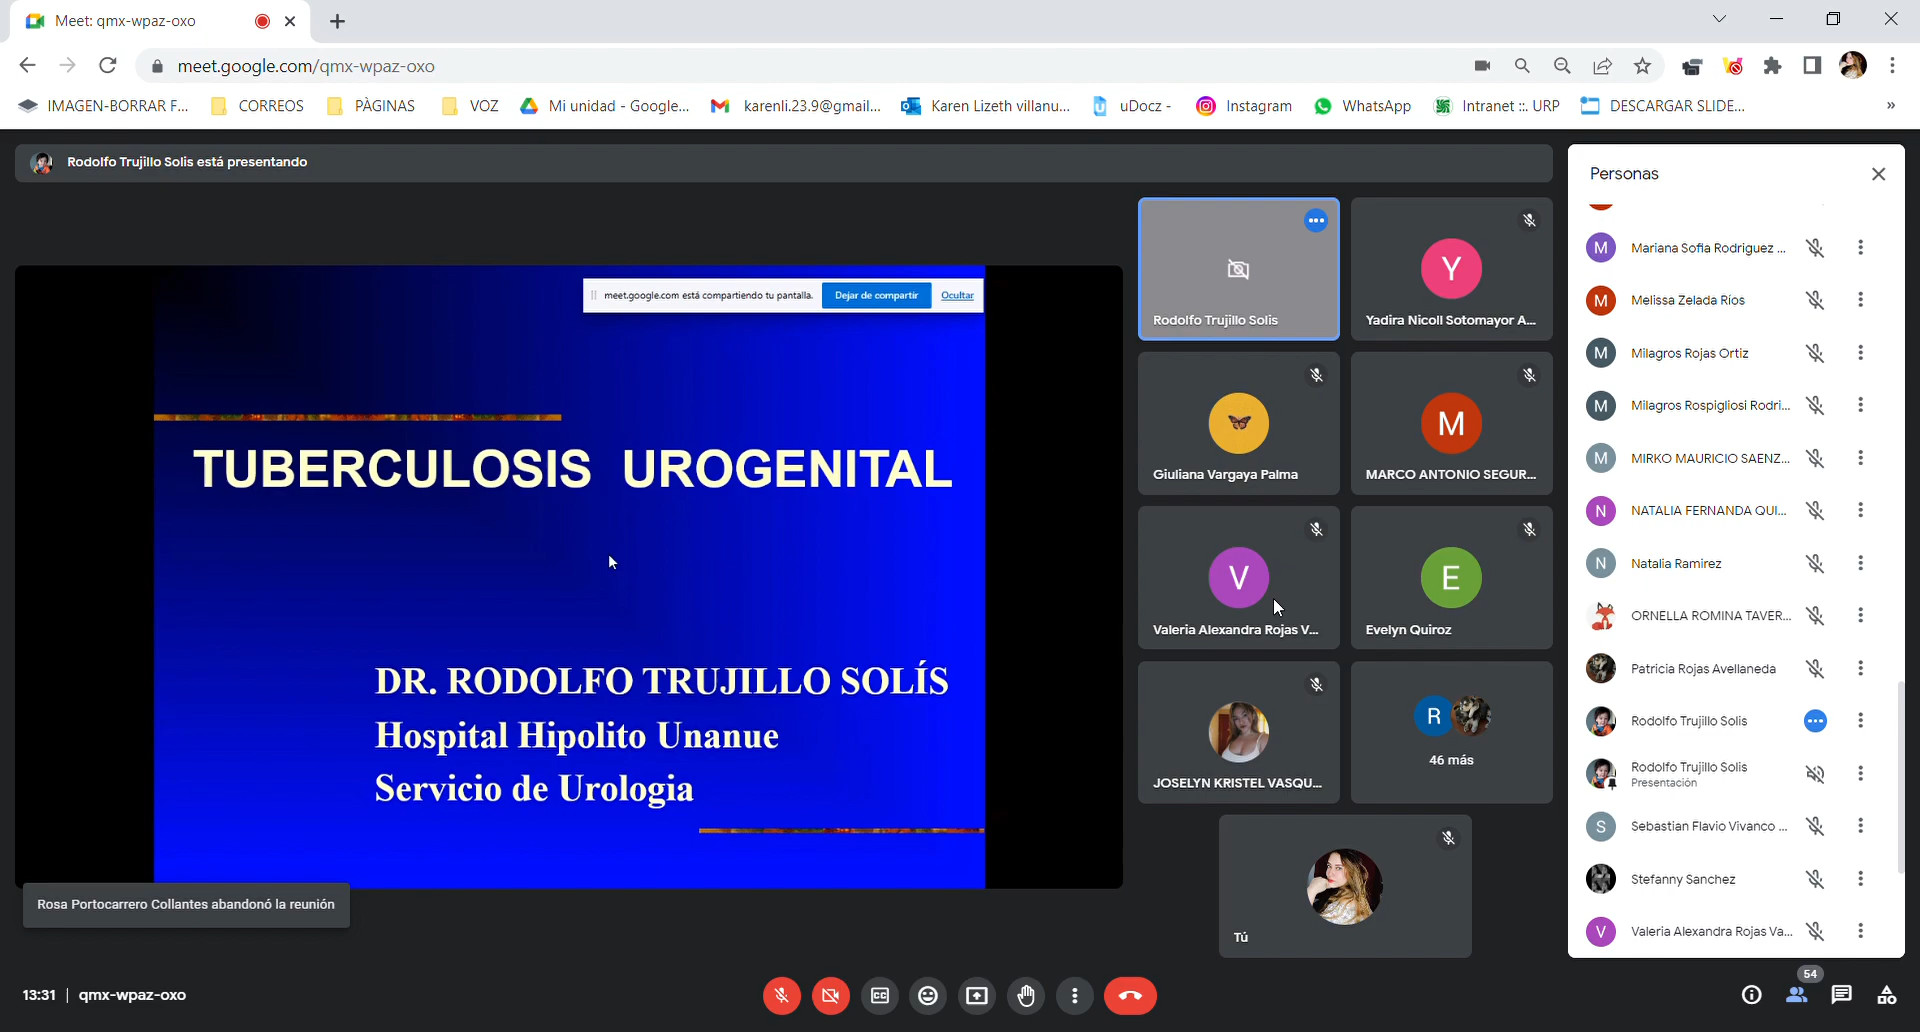 Meet: qmx-wpaz-oxo
meet.google.com/qmx-wpaz-oxo
IMAGEN-BORRAR F...
CORREOS
PÀGINAS
VOZ
Mi unidad - Google...
karenli.23.9@gmail...
Karen Lizeth villanu...
uDocz -
Instagram
WhatsApp
Intranet ::. URP
DESCARGAR SLIDE...
»
Rodolfo Trujillo Solis está presentando
meet.google.com está compartiendo tu pantalla.
Dejar de compartir
Ocultar
TUBERCULOSIS UROGENITAL
DR. RODOLFO TRUJILLO SOLÍS
Hospital Hipolito Unanue
Servicio de Urologia
Rosa Portocarrero Collantes abandonó la reunión
Rodolfo Trujillo Solis
Y
Yadira Nicoll Sotomayor A...
Giuliana Vargaya Palma
M
MARCO ANTONIO SEGUR...
V
Valeria Alexandra Rojas V...
E
Evelyn Quiroz
JOSELYN KRISTEL VASQU...
R
46 más
Tú
Personas
M
Mariana Sofia Rodriguez ...
M
Melissa Zelada Rios
M
Milagros Rojas Ortiz
M
Milagros Rospigliosi Rodri...
M
MIRKO MAURICIO SAENZ...
N
NATALIA FERNANDA QUI...
N
Natalia Ramirez
ORNELLA ROMINA TAVER...
Patricia Rojas Avellaneda
Rodolfo Trujillo Solis
Rodolfo Trujillo Solis
Presentación
S
Sebastian Flavio Vivanco ...
Stefanny Sanchez
V
Valeria Alexandra Rojas Va...
13:31 | qmx-wpaz-oxo
CC
54